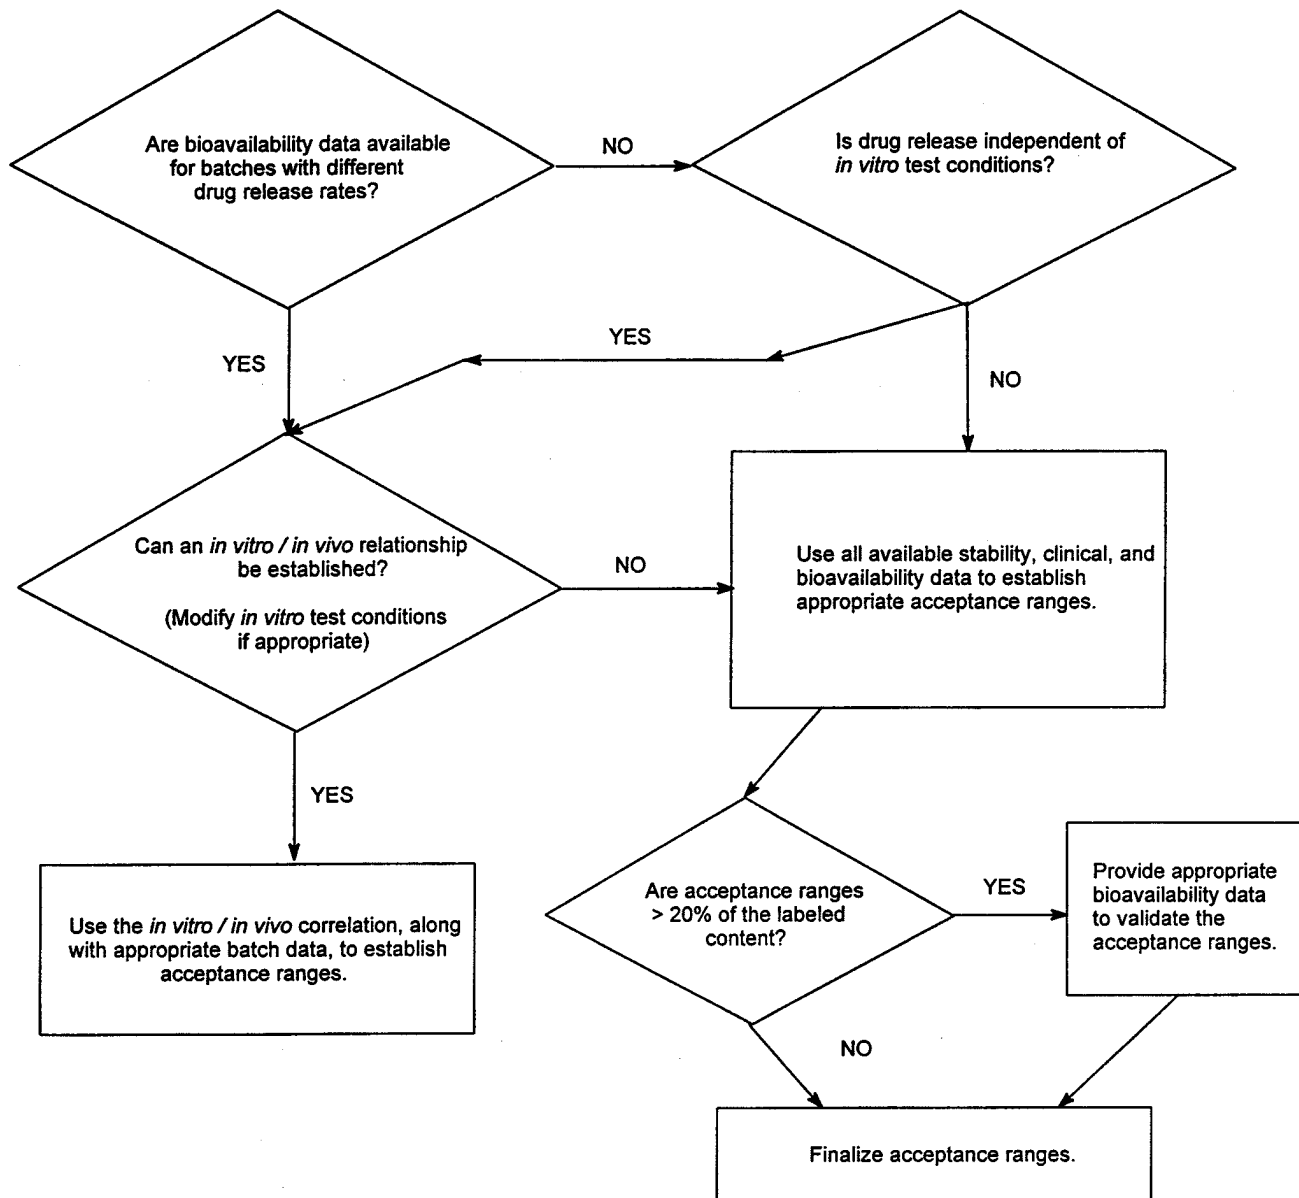 Are bioavailability data available
for batches with different
drug release rates?
NO
Is drug release independent of
in vitro test conditions?
YES
YES
NO
Can an in vitro / in vivo relationship
be established?
(Modify in vitro test conditions
if appropriate)
NO
Use all available stability, clinical, and
bioavailability data to establish
appropriate acceptance ranges.
YES
Use the in vitro / in vivo correlation, along
with appropriate batch data, to establish
acceptance ranges.
Are acceptance ranges
> 20% of the labeled
content?
YES
Provide appropriate
bioavailability data
to validate the
acceptance ranges.
NO
Finalize acceptance ranges.